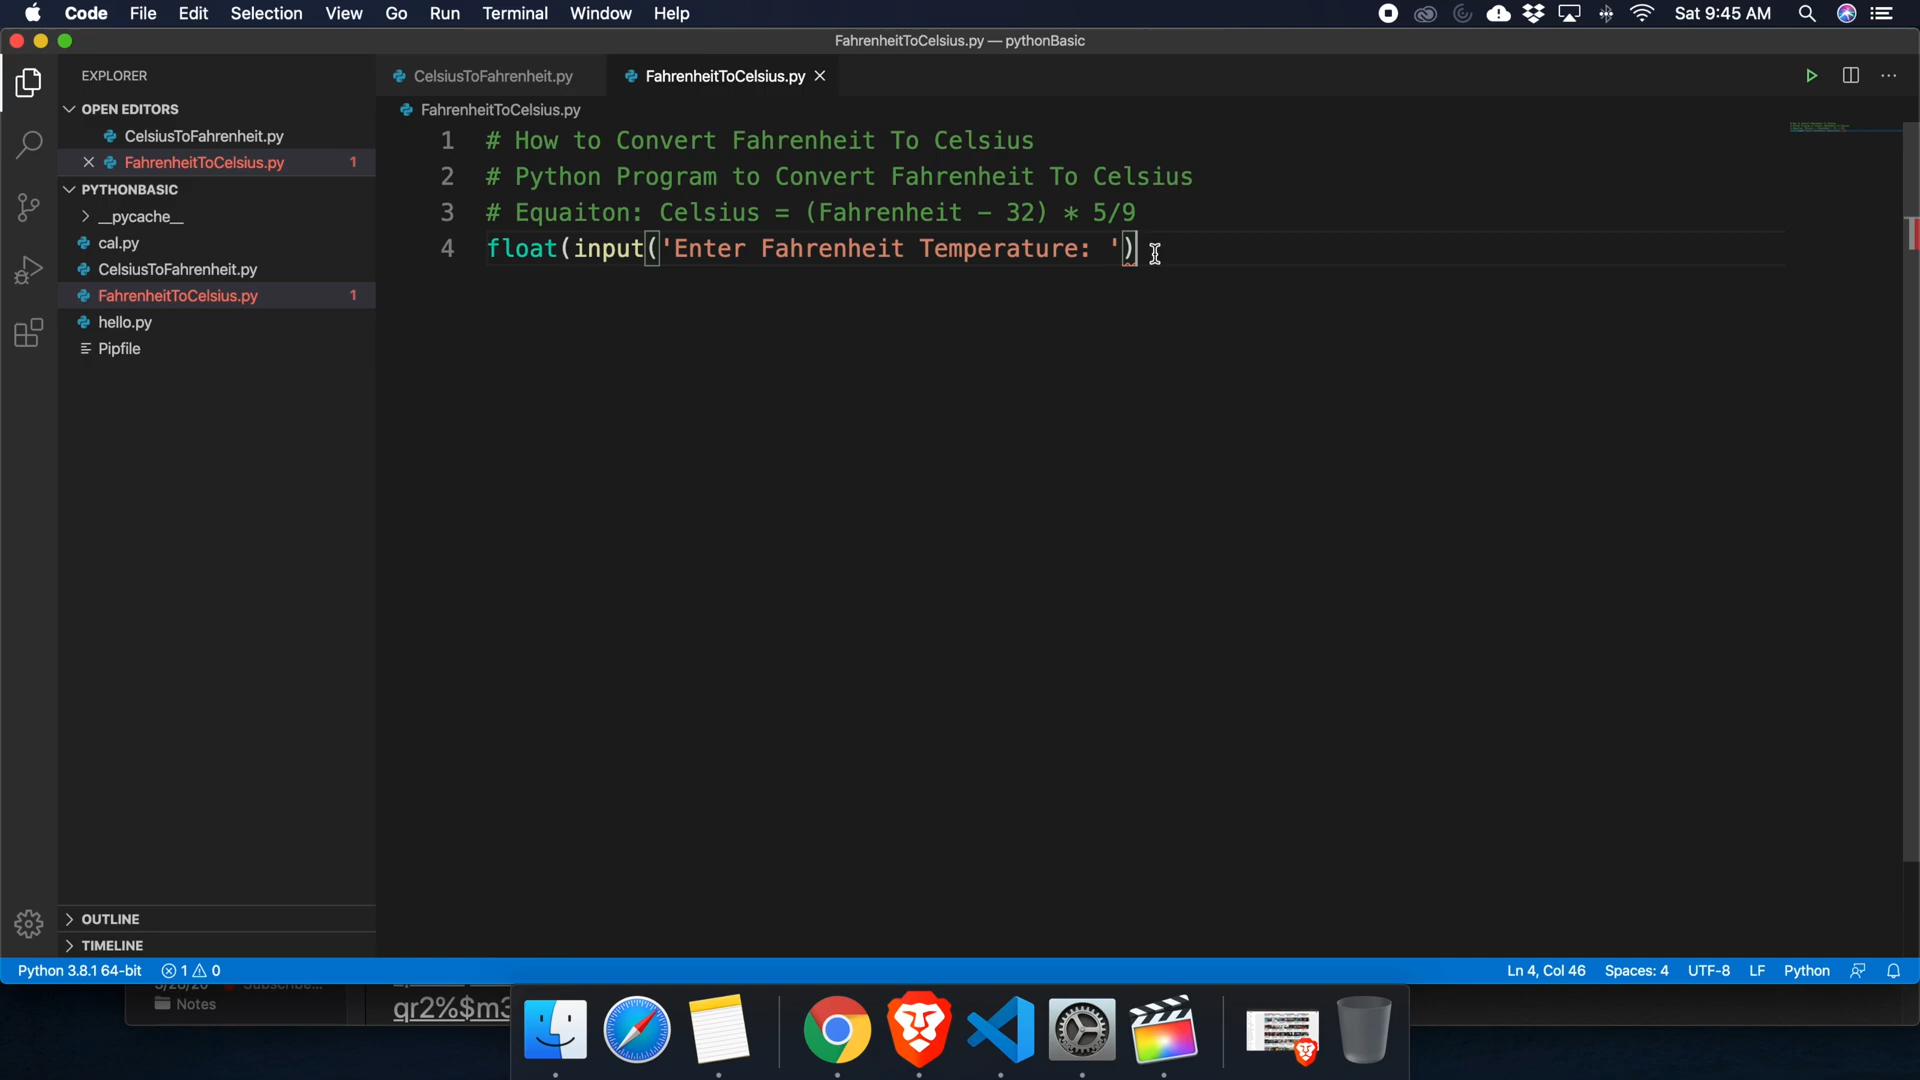 Code File Edit Selection View Go Run Terminal Window Help Sat 9:45 AM
FahrenheitToCelsius.py — pythonBasic
EXPLORER
CelsiusToFahrenheit.py FahrenheitToCelsius.py
OPEN EDITORS
CelsiusToFahrenheit.py
FahrenheitToCelsius.py 1
PYTHONBASIC
__pycache__
cal.py
CelsiusToFahrenheit.py
FahrenheitToCelsius.py 1
hello.py
Pipfile
OUTLINE
TIMELINE
FahrenheitToCelsius.py
1 # How to Convert Fahrenheit To Celsius
2 # Python Program to Convert Fahrenheit To Celsius
3 # Equaiton: Celsius = (Fahrenheit - 32) * 5/9
4 float(input('Enter Fahrenheit Temperature: ')
Python 3.8.1 64-bit 1 0 Ln 4, Col 46 Spaces: 4 UTF-8 LF Python
Notes
qr2%$m3